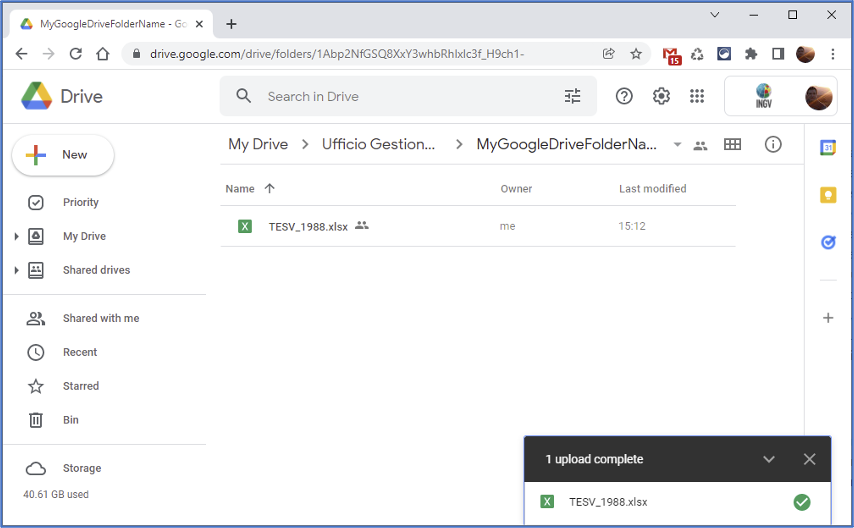 MyGoogleDriveFolderName - Go
drive.google.com/drive/folders/1Abp2NfGSQ8XxY3whbRhIxlc3f_H9ch1-
15
Drive
Search in Drive
INGV
New
My Drive > Ufficio Gestion... > MyGoogleDriveFolderNa...
31
Name
Owner
Last modified
Priority
X TESV_1988.xlsx
me
15:12
My Drive
Shared drives
Shared with me
Recent
Starred
Bin
Storage
40.61 GB used
1 upload complete
X TESV_1988.xlsx